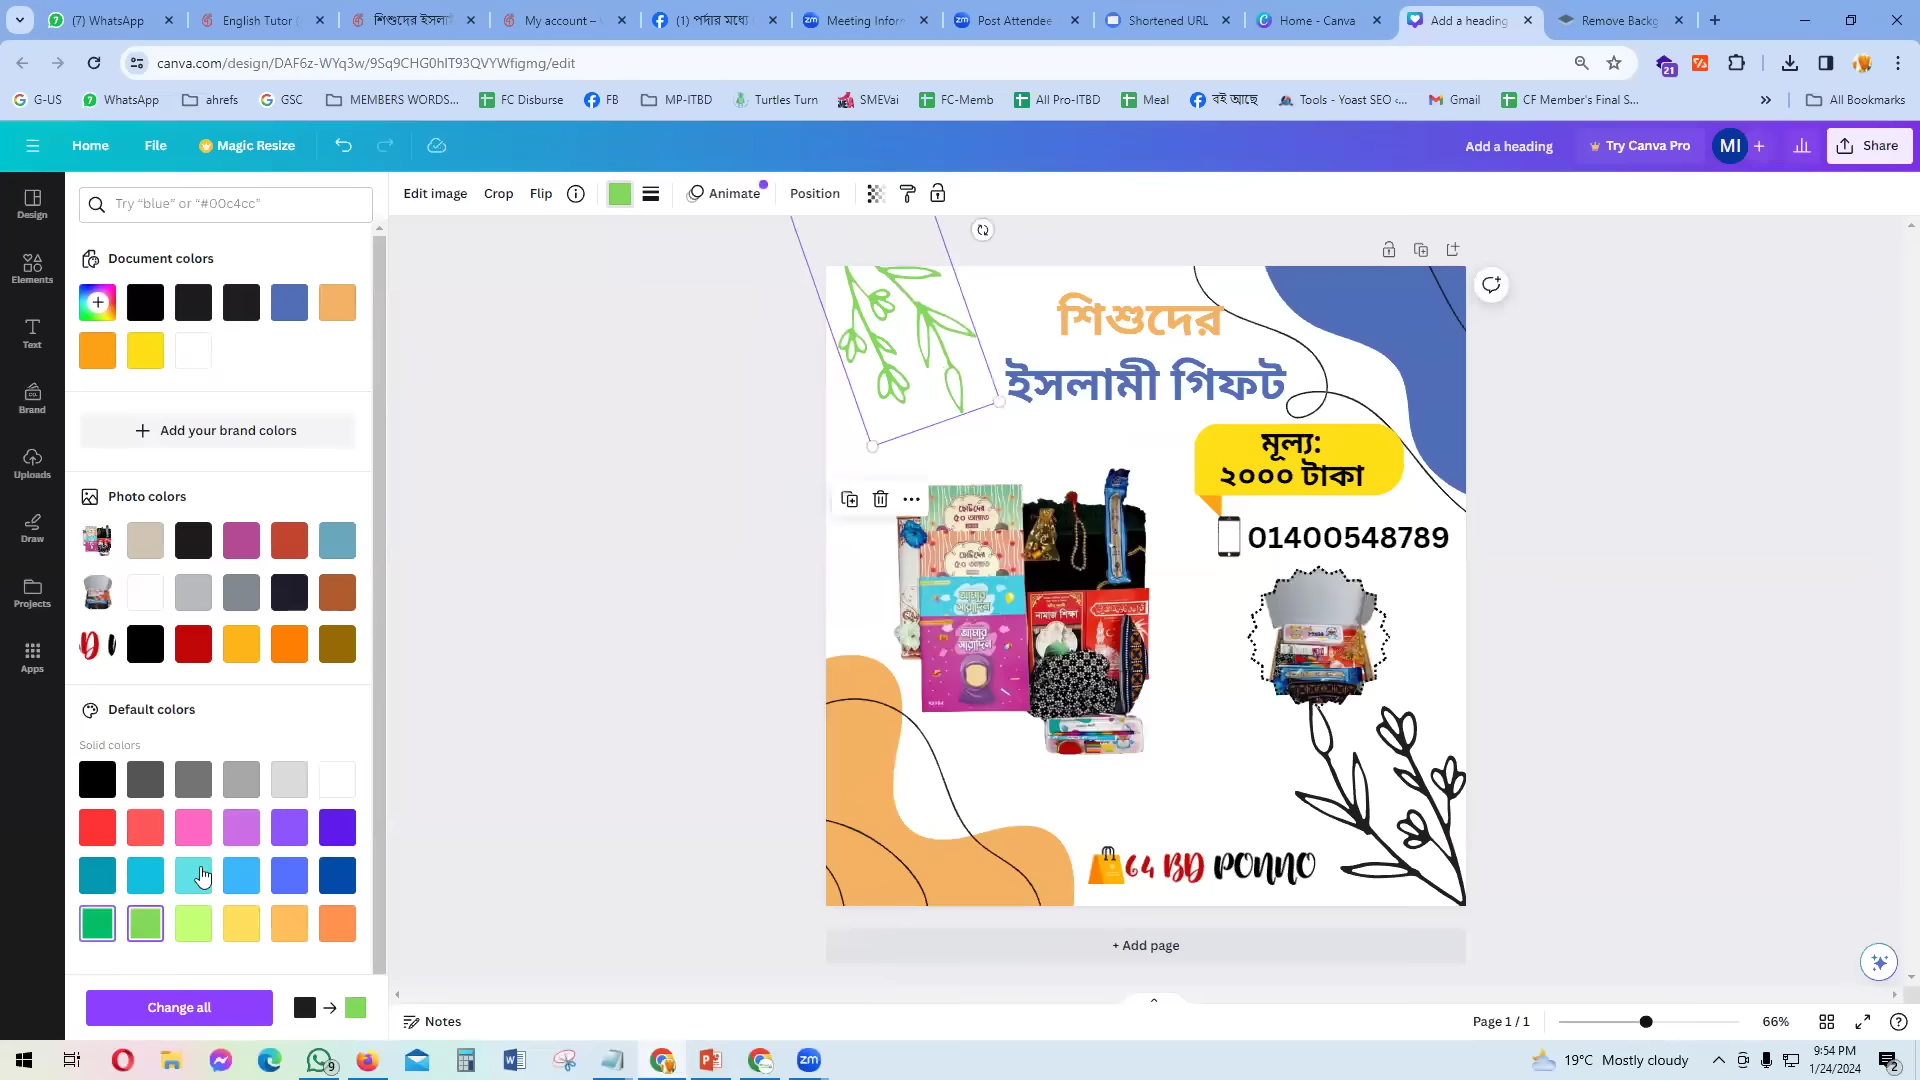 (7) WhatsApp
English Tutor (
শিশুদের ইসলা
My account –
(1) পর্দার মধ্যে
Meeting Infor
Post Attendee
Shortened URL
Home - Canva
Add a heading
Remove Backg
canva.com/design/DAF6z-WYq3w/9Sq9CHG0hIT93QVYWfigmg/edit
21
G-US
WhatsApp
ahrefs
GSC
MEMBERS WORDS...
FC Disburse
FB
MP-ITBD
Turtles Turn
SMEVai
FC-Memb
All Pro-ITBD
Meal
বই আছে
Tools - Yoast SEO ‹...
Gmail
CF Member's Final S...
All Bookmarks
Home
File
Magic Resize
Add a heading
Try Canva Pro
MI
Share
Design
Elements
Text
Brand
Uploads
Draw
Projects
Apps
Try “blue” or “#00c4cc”
Document colors
Add your brand colors
Photo colors
Default colors
Solid colors
Change all
Edit image
Crop
Flip
Animate
Position
শিশুদের
ইসলামী গিফট
মূল্য:
২০০০ টাকা
01400548789
আমার
সারাদিন
আমার
সারাদিন
নামাজ শিক্ষা
64 BD PONNO
+ Add page
Notes
Page 1 / 1
66%
9
19°C Mostly cloudy
9:54 PM
1/24/2024
2